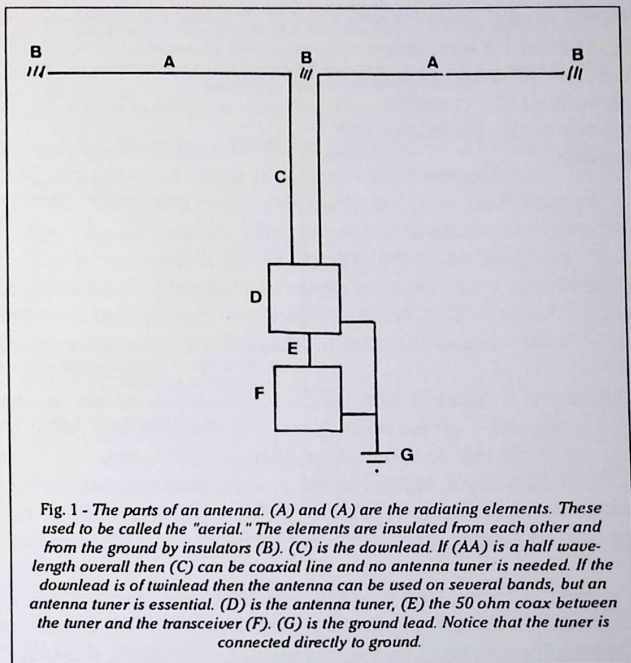 B A B A B
C
D
E
F
G
Fig. 1 - The parts of an antenna. (A) and (A) are the radiating elements. These
used to be called the "aerial." The elements are insulated from each other and
from the ground by insulators (B). (C) is the downlead. If (AA) is a half wave-
length overall then (C) can be coaxial line and no antenna tuner is needed. If the
downlead is of twinlead then the antenna can be used on several bands, but an
antenna tuner is essential. (D) is the antenna tuner, (E) the 50 ohm coax between
the tuner and the transceiver (F). (G) is the ground lead. Notice that the tuner is
connected directly to ground.